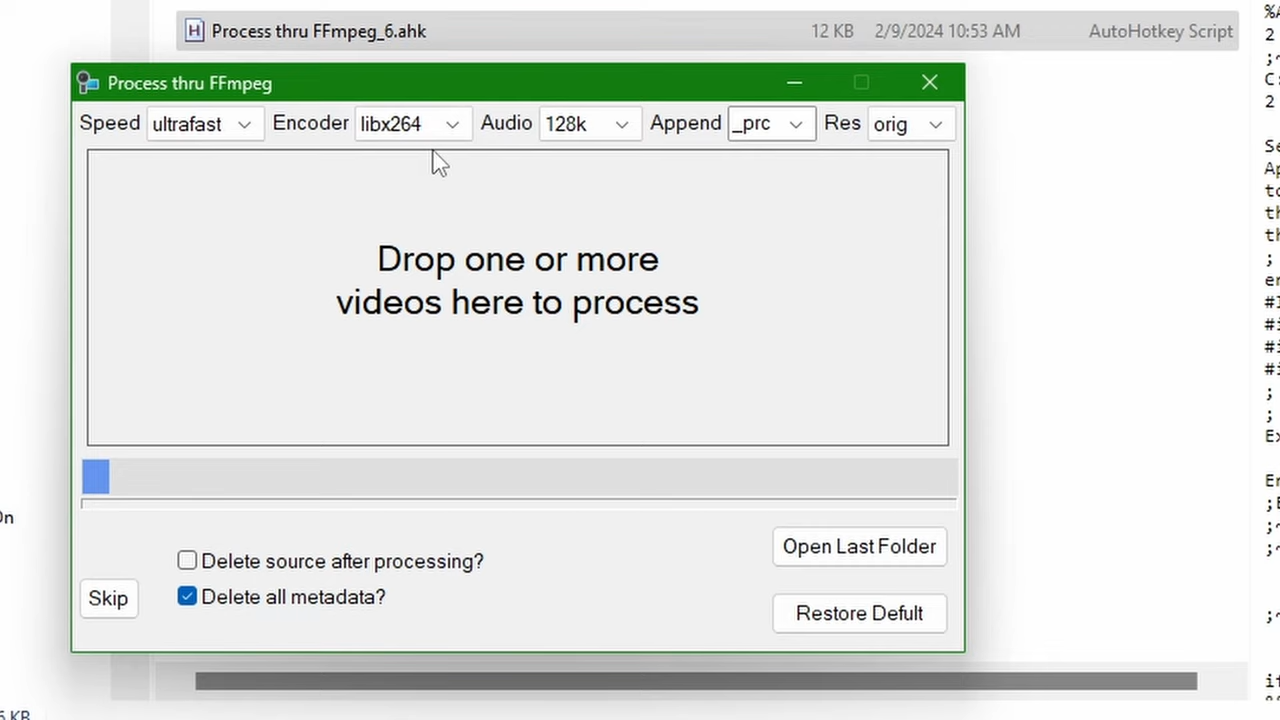 Process thru FFmpeg_6.ahk 12 KB 2/9/2024 10:53 AM AutoHotkey Script
Process thru FFmpeg
Speed ultrafast Encoder libx264 Audio 128k Append _prc Res orig
Drop one or more
videos here to process
Delete source after processing?
Delete all metadata?
Skip
Open Last Folder
Restore Defult